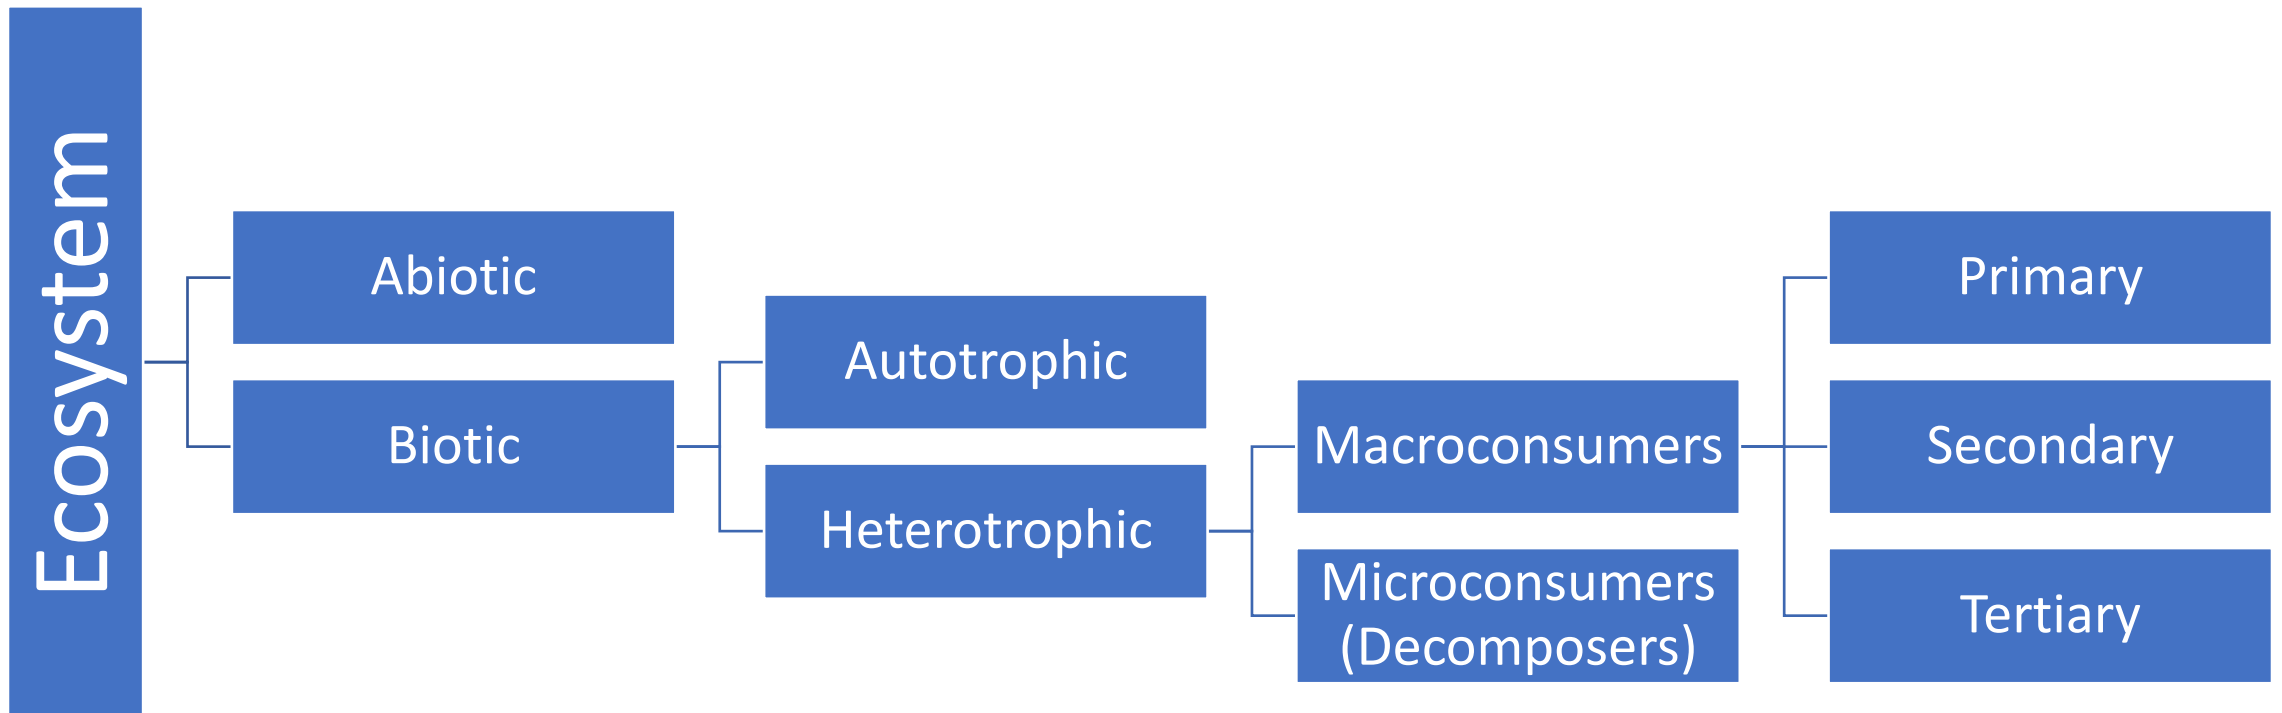 Ecosystem
Abiotic
Biotic
Autotrophic
Heterotrophic
Macroconsumers
Microconsumers
(Decomposers)
Primary
Secondary
Tertiary